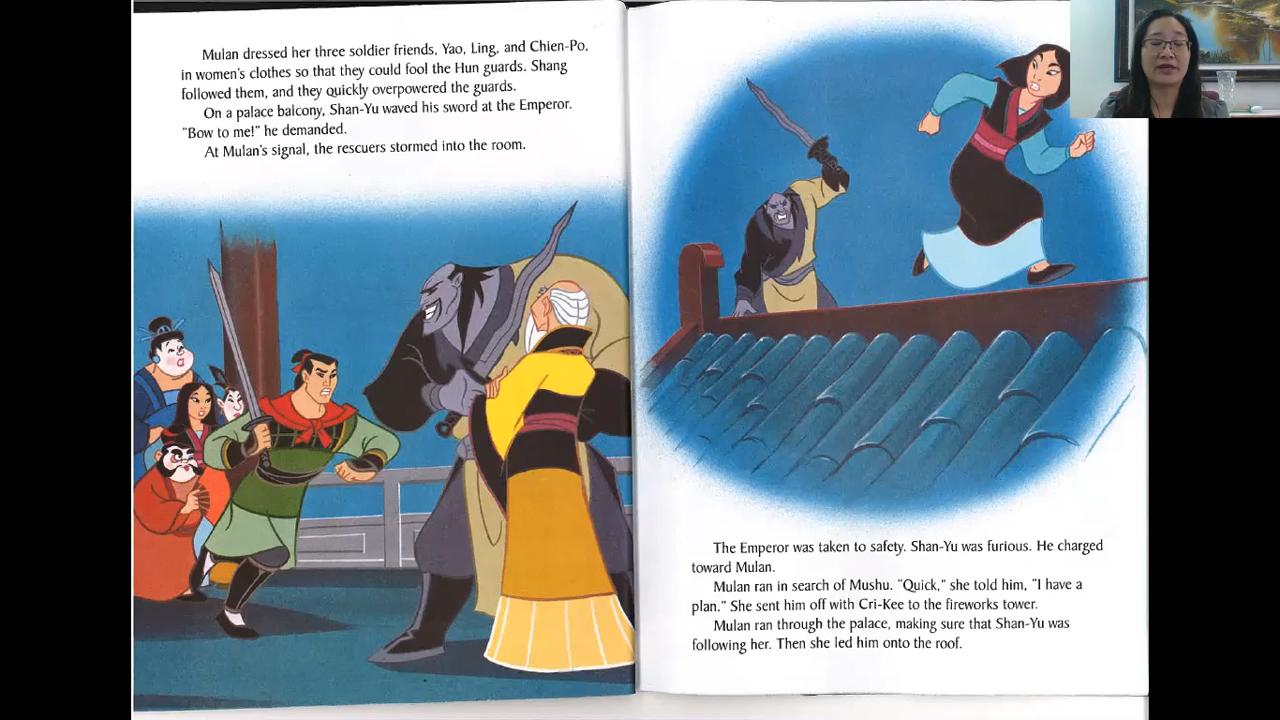 Mulan dressed her three soldier friends, Yao, Ling, and Chien-Po,
in women's clothes so that they could fool the Hun guards. Shang
followed them, and they quickly overpowered the guards.
On a palace balcony, Shan-Yu waved his sword at the Emperor.
"Bow to me!" he demanded.
At Mulan's signal, the rescuers stormed into the room.
The Emperor was taken to safety. Shan-Yu was furious. He charged
toward Mulan.
Mulan ran in search of Mushu. "Quick," she told him, "I have a
plan." She sent him off with Cri-Kee to the fireworks tower.
Mulan ran through the palace, making sure that Shan-Yu was
following her. Then she led him onto the roof.